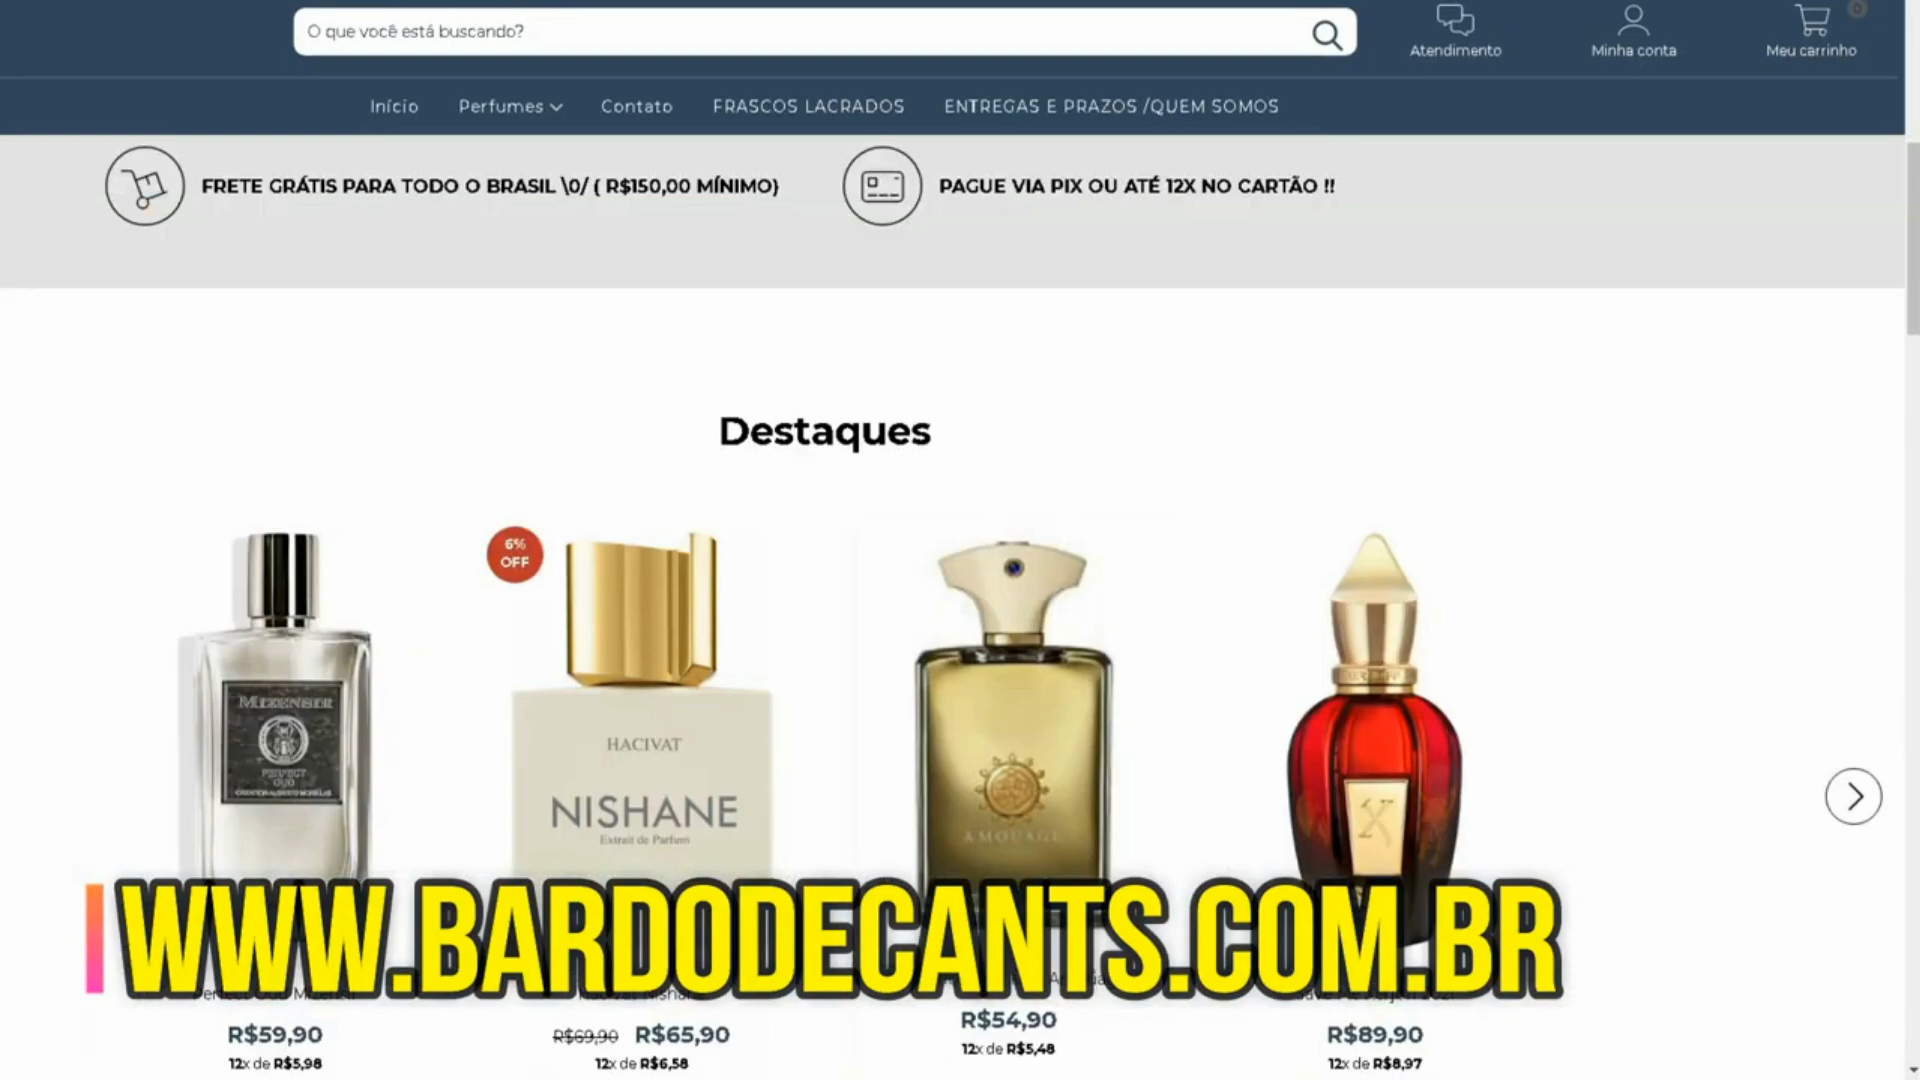 O que você está buscando?
Atendimento
Minha conta
0
Meu carrinho
Início
Perfumes
Contato
FRASCOS LACRADOS
ENTREGAS E PRAZOS /QUEM SOMOS
FRETE GRÁTIS PARA TODO O BRASIL \0/ ( R$150,00 MÍNIMO)
PAGUE VIA PIX OU ATÉ 12X NO CARTÃO !!
Destaques
6%
OFF
MIZENSIR
PERFECT
OUD
HACIVAT
NISHANE
Extrait de Parfum
AMOUAGE
X
WWW.BARDODECANTS.COM.BR
R$59,90
12x de R$5,98
R$69,90 R$65,90
12x de R$6,58
R$54,90
12x de R$5,48
R$89,90
12x de R$8,97